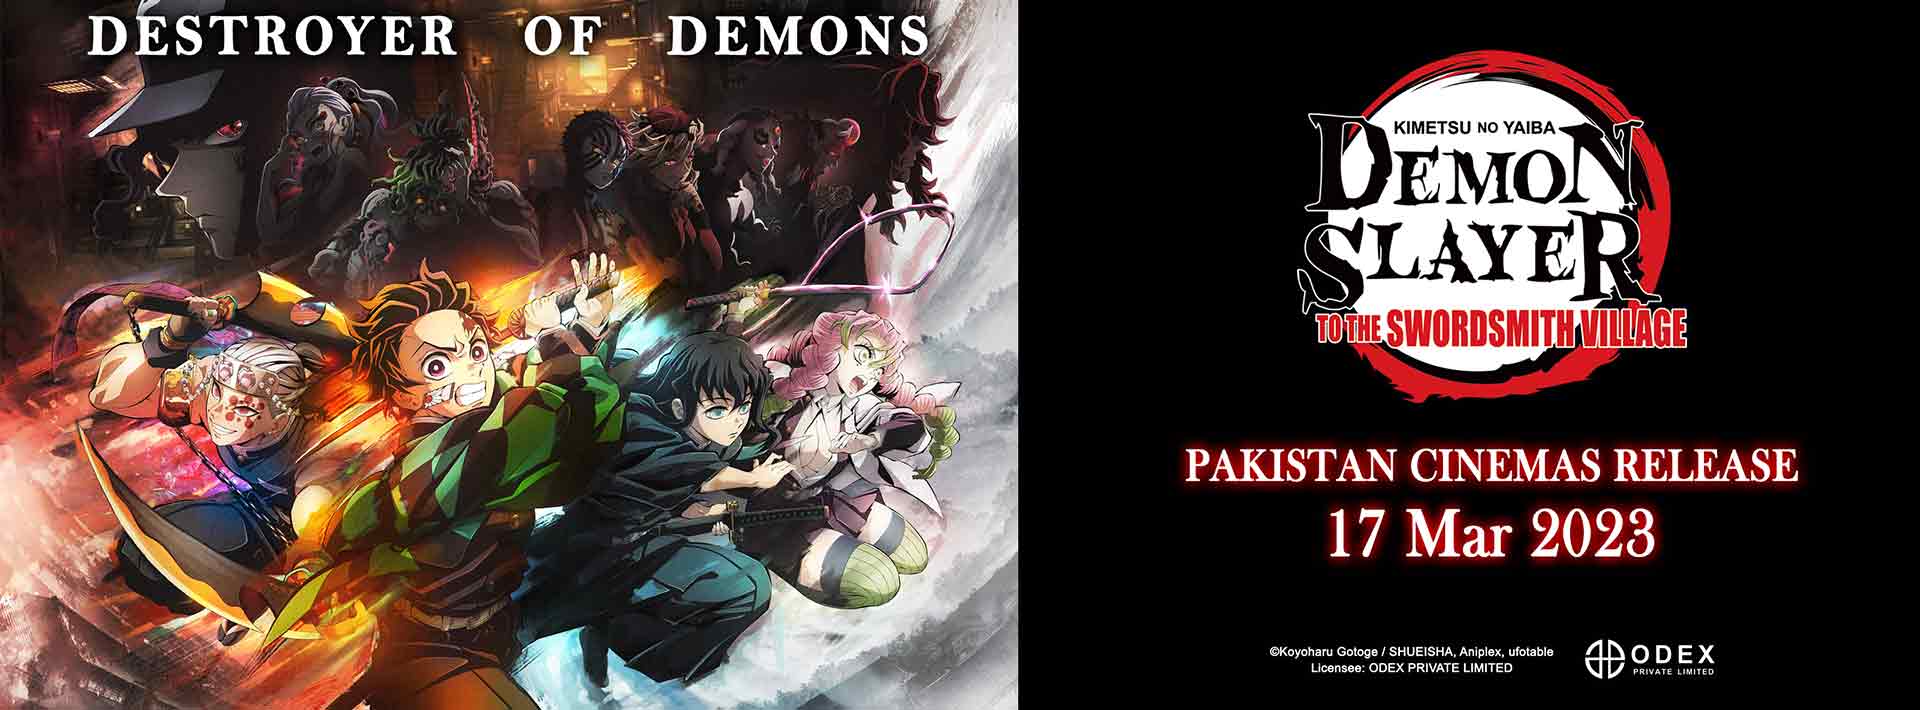 DESTROYER OF DEMONS
KIMETSU NO YAIBA
DEMON
SLAYER
TO THE SWORDSMITH VILLAGE
PAKISTAN CINEMAS RELEASE
17 Mar 2023
©Koyoharu Gotoge / SHUEISHA, Aniplex, ufotable
Licensee: ODEX PRIVATE LIMITED
ODEX
PRIVATE LIMITED